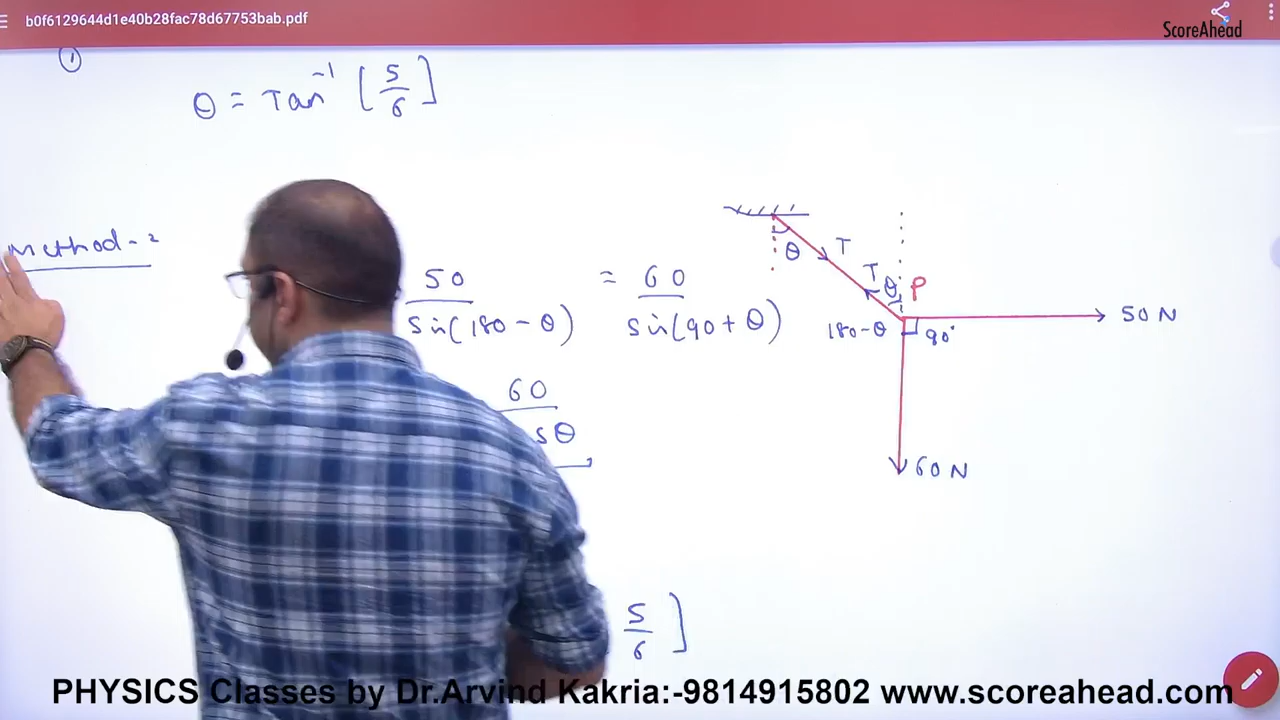 b0f6129644d1e40b28fac78d67753bab.pdf
ScoreAhead
①
θ = Tan⁻¹ [5/6]
Method-2
50/sin(180-θ) = 60/sin(90+θ)
60
sθ
5/6]
θ T
T θ P
50 N
180-θ 90°
60 N
PHYSICS Classes by Dr.Arvind Kakria:-9814915802 www.scoreahead.com